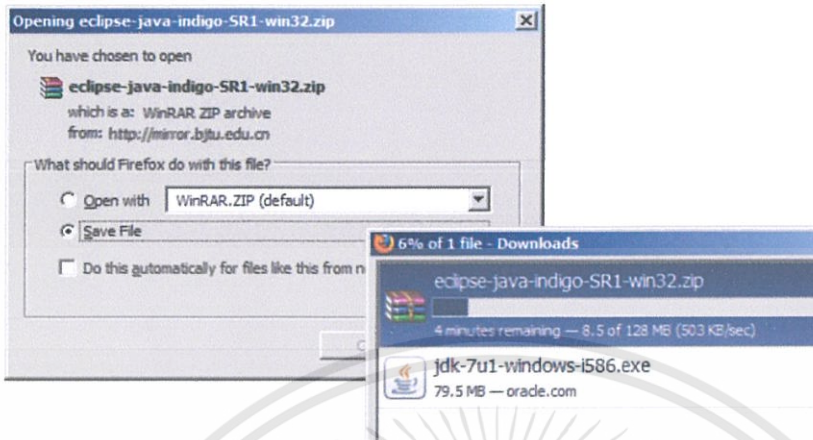 Opening eclipse-java-indigo-SR1-win32.zip
You have chosen to open
eclipse-java-indigo-SR1-win32.zip
which is a: WinRAR ZIP archive
from: http://mirror.bjtu.edu.cn
What should Firefox do with this file?
Open with WinRAR.ZIP (default)
Save File
Do this automatically for files like this from
6% of 1 file - Downloads
eclipse-java-indigo-SR1-win32.zip
4 minutes remaining — 8.5 of 128 MB (503 KB/sec)
jdk-7u1-windows-i586.exe
79.5 MB — oracle.com